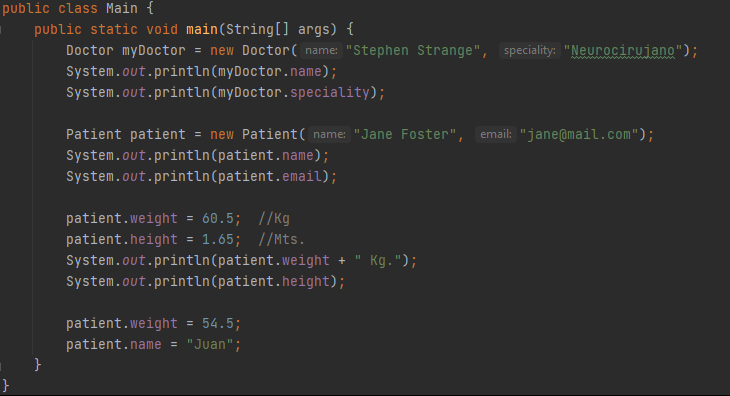 public class Main {
    public static void main(String[] args) {
        Doctor myDoctor = new Doctor( name: "Stephen Strange", speciality: "Neurocirujano");
        System.out.println(myDoctor.name);
        System.out.println(myDoctor.speciality);

        Patient patient = new Patient( name: "Jane Foster", email: "jane@mail.com");
        System.out.println(patient.name);
        System.out.println(patient.email);

        patient.weight = 60.5;  //Kg
        patient.height = 1.65;  //Mts.
        System.out.println(patient.weight + " Kg.");
        System.out.println(patient.height);

        patient.weight = 54.5;
        patient.name = "Juan";
    }
}